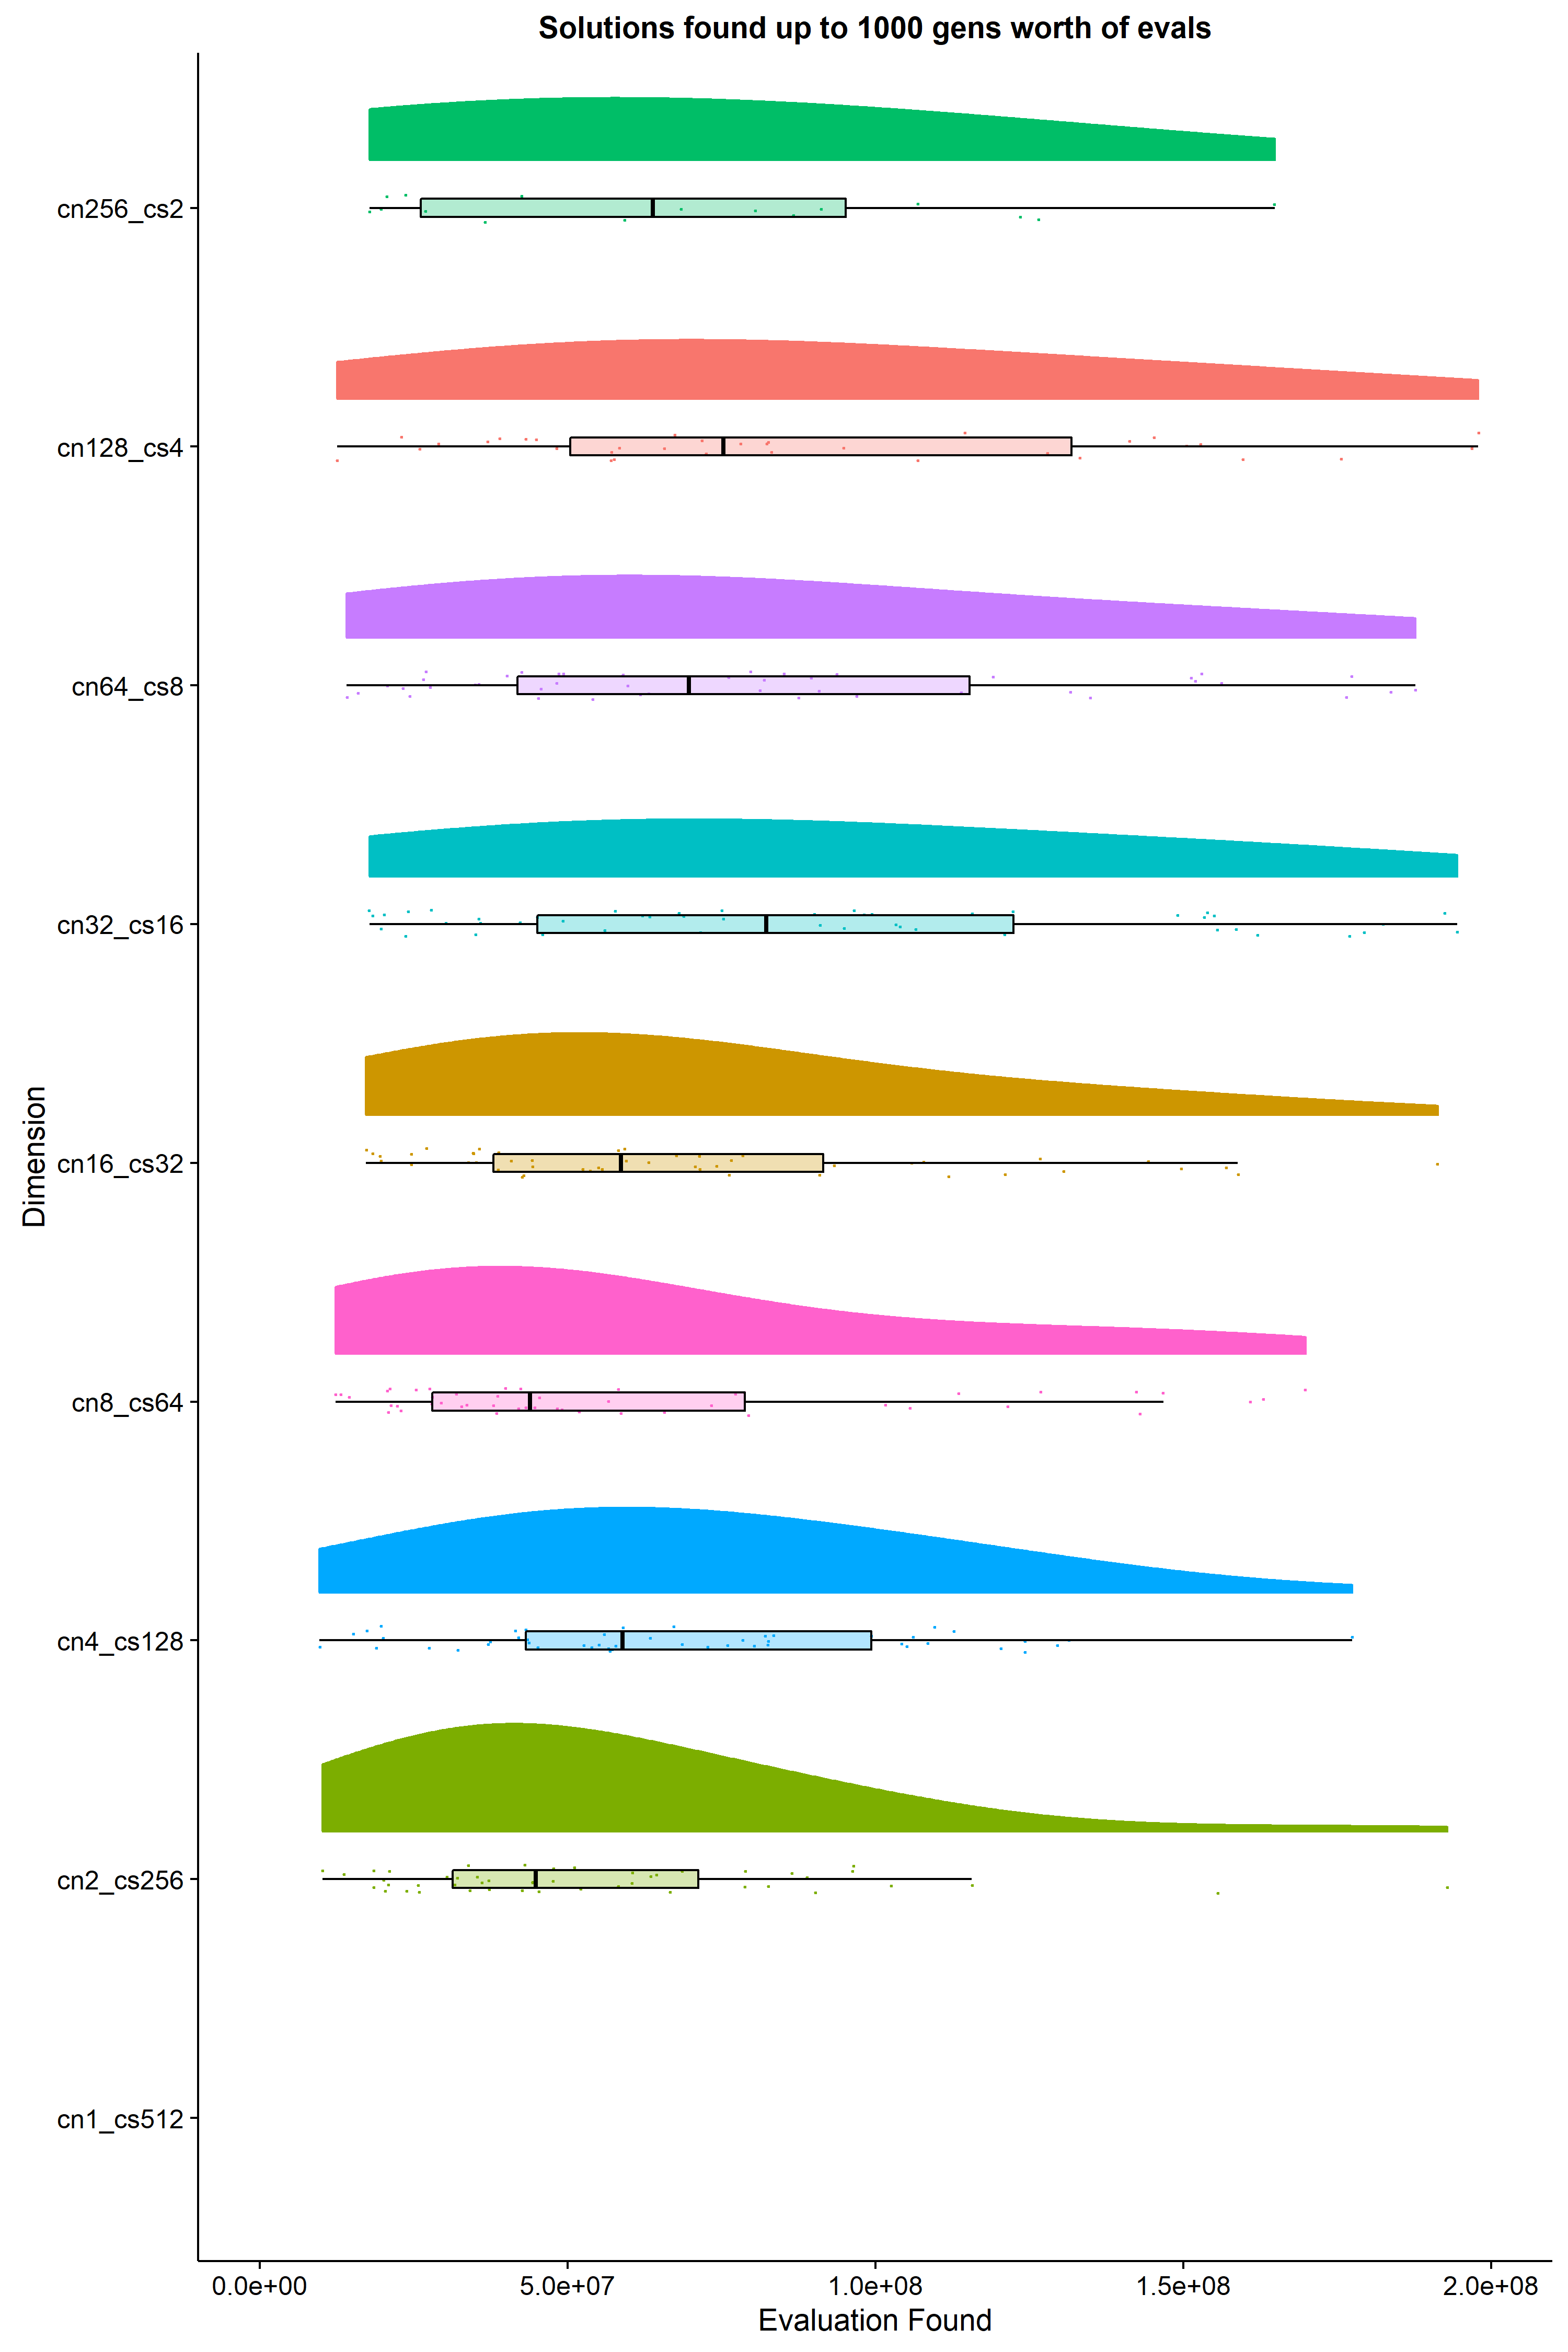 Solutions found up to 1000 gens worth of evals
cn256_cs2
cn128_cs4
cn64_cs8
cn32_cs16
cn16_cs32
cn8_cs64
cn4_cs128
cn2_cs256
cn1_cs512
Dimension
0.0e+00 5.0e+07 1.0e+08 1.5e+08 2.0e+08
Evaluation Found